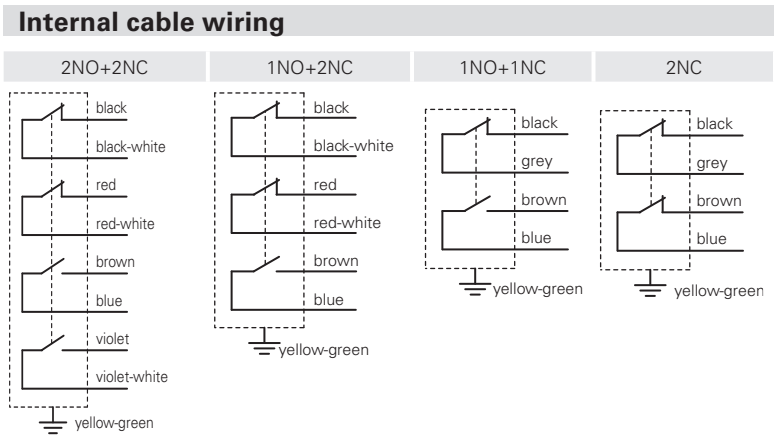 Internal cable wiring
2NO+2NC
1NO+2NC
1NO+1NC
2NC
black
black-white
red
red-white
brown
blue
violet
violet-white
yellow-green
black
black-white
red
red-white
brown
blue
yellow-green
black
grey
brown
blue
yellow-green
black
grey
brown
blue
yellow-green